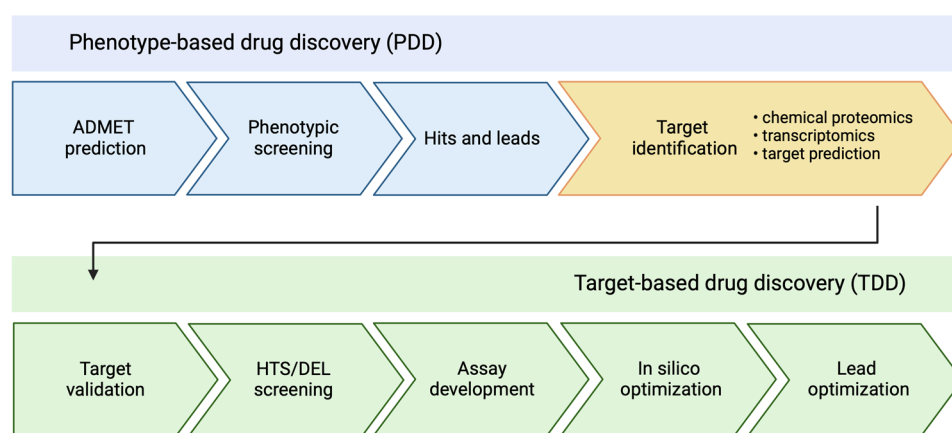 Phenotype-based drug discovery (PDD)
ADMET
prediction
Phenotypic
screening
Hits and leads
Target
identification
• chemical proteomics
• transcriptomics
• target prediction
Target-based drug discovery (TDD)
Target
validation
HTS/DEL
screening
Assay
development
In silico
optimization
Lead
optimization